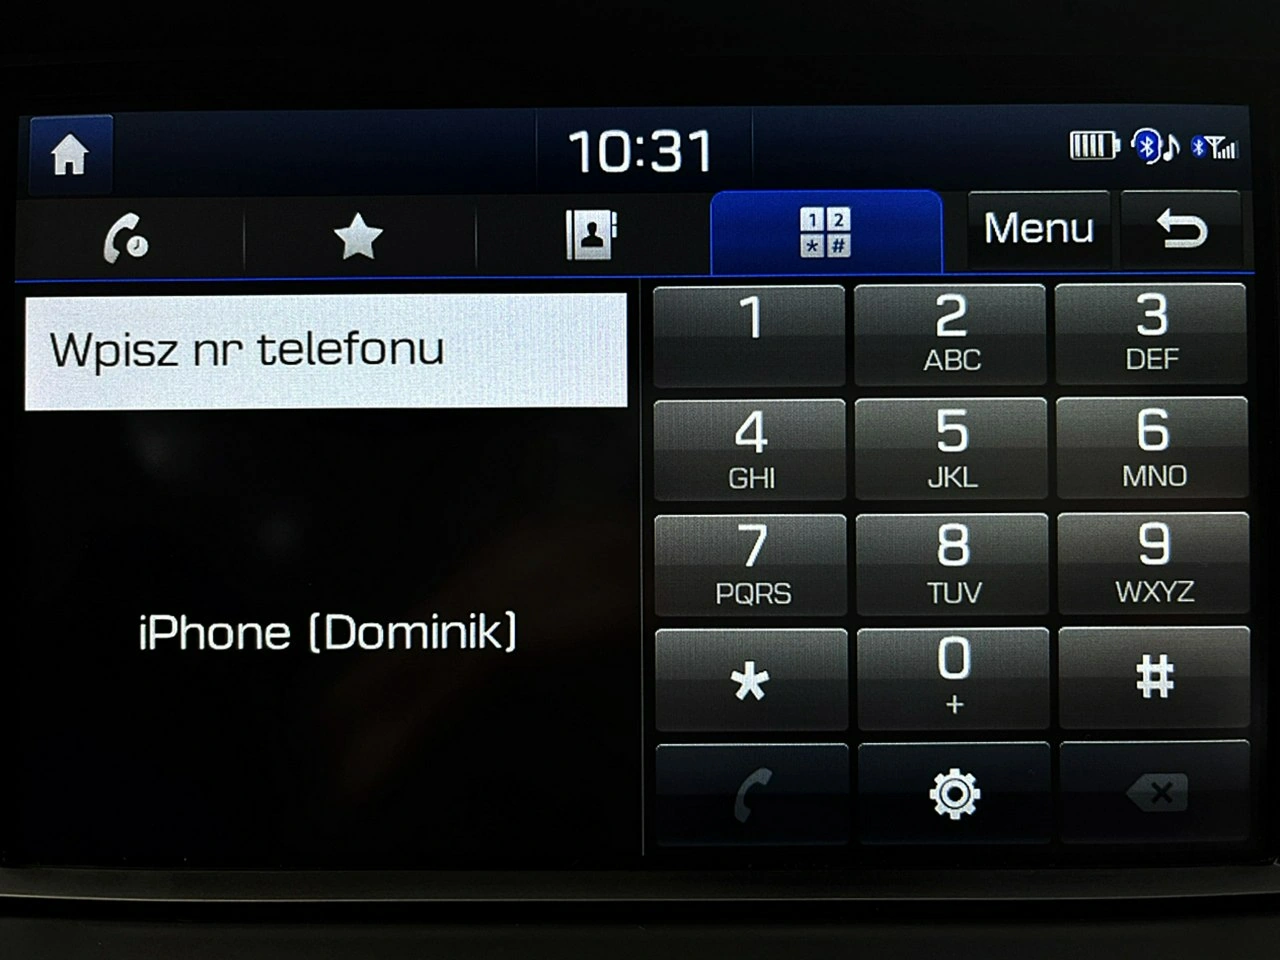 10:31
Menu
Wpisz nr telefonu
iPhone (Dominik)
1
2
ABC
3
DEF
4
GHI
5
JKL
6
MNO
7
PQRS
8
TUV
9
WXYZ
*
0
+
#